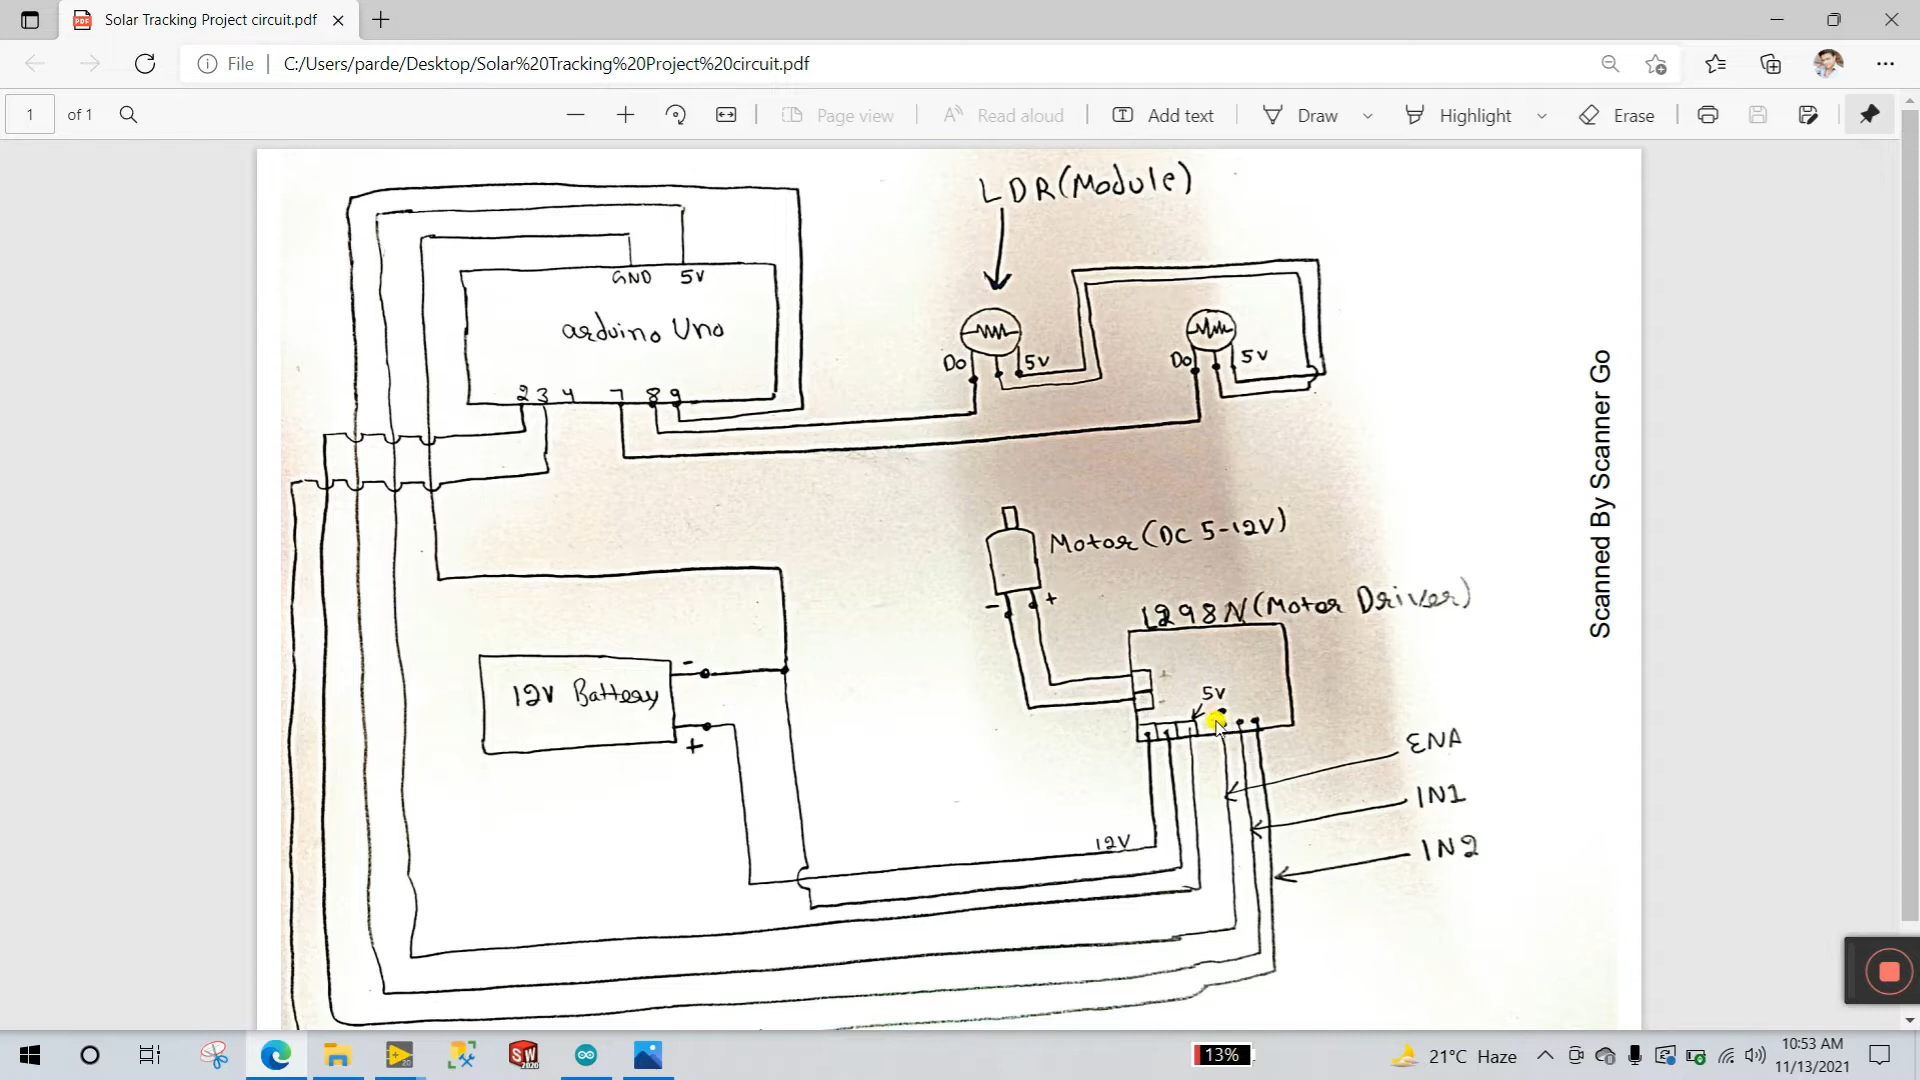 Solar Tracking Project circuit.pdf
File
C:/Users/parde/Desktop/Solar%20Tracking%20Project%20circuit.pdf
1 of 1
Page view
Read aloud
Add text
Draw
Highlight
Erase
LDR(Module)
GND 5V
arduino Uno
2 3 4 7 8 9
Do 5V
Do 5V
Scanned By Scanner Go
Motor (DC 5-12V)
- +
L298N (Motor Driver)
12V Battery
-
+
5V
ENA
IN1
IN2
12V
13%
21°C Haze
10:53 AM
11/13/2021